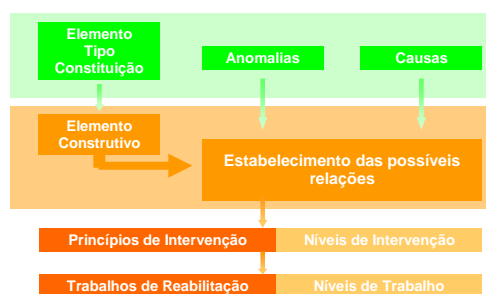 Elemento
Tipo
Constituição
Anomalias
Causas
Elemento
Construtivo
Estabelecimento das possíveis
relações
Princípios de Intervenção
Níveis de Intervenção
Trabalhos de Reabilitação
Níveis de Trabalho